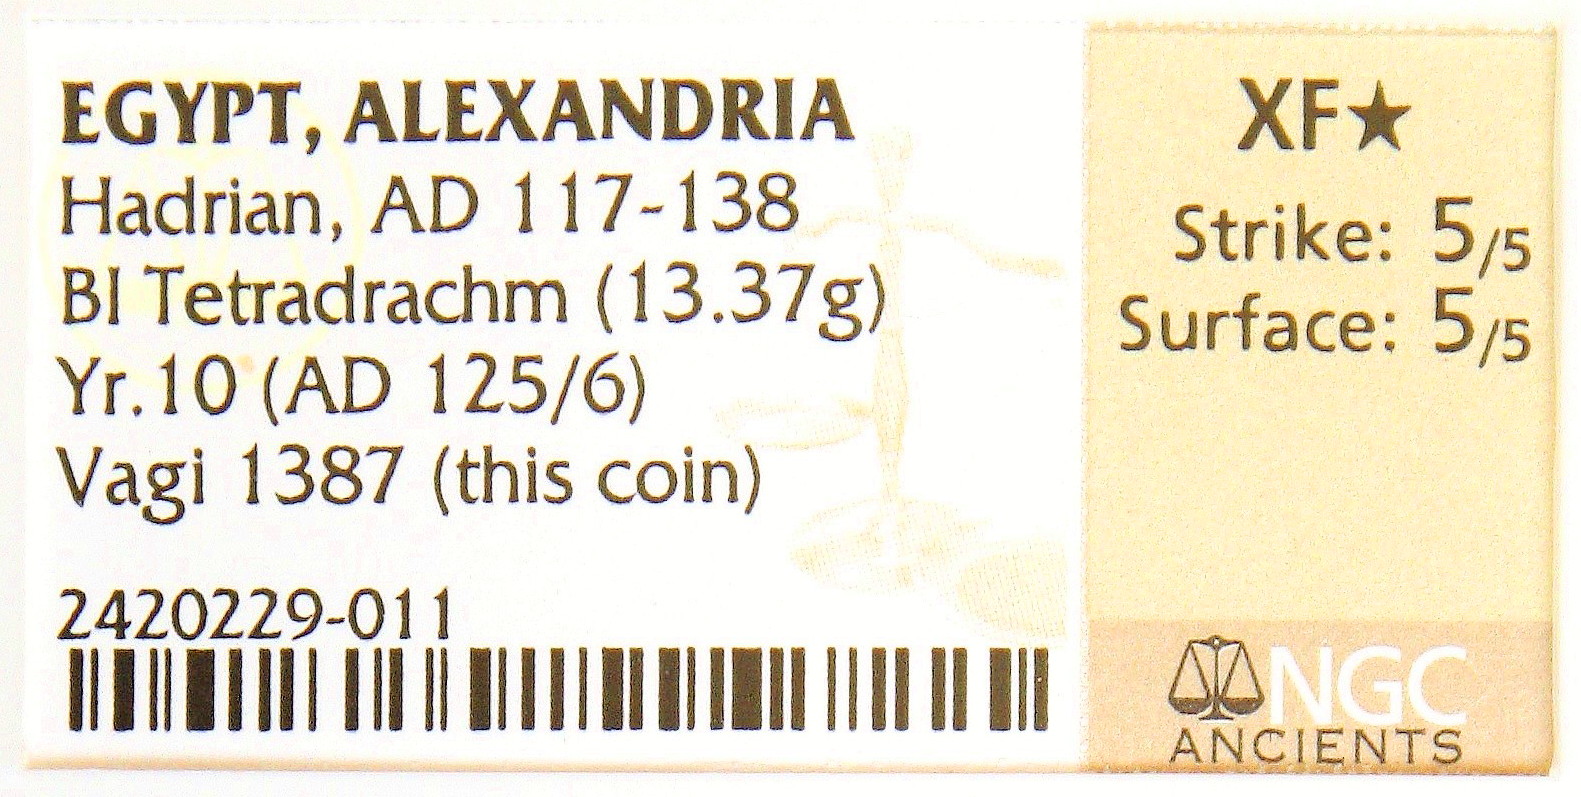 EGYPT, ALEXANDRIA
Hadrian, AD 117-138
BI Tetradrachm (13.37g)
Yr.10 (AD 125/6)
Vagi 1387 (this coin)
2420229-011
XF★
Strike: 5/5
Surface: 5/5
NGC
ANCIENTS